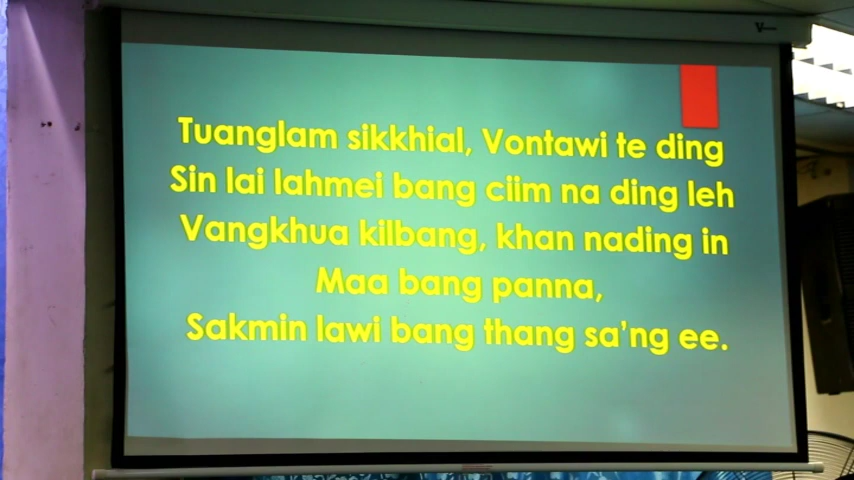 Tuanglam sikkhial, Vontawi te ding
Sin lai lahmei bang ciim na ding leh
Vangkhua kilbang, khan nading in
Maa bang panna,
Sakmin lawi bang thang sa'ng ee.